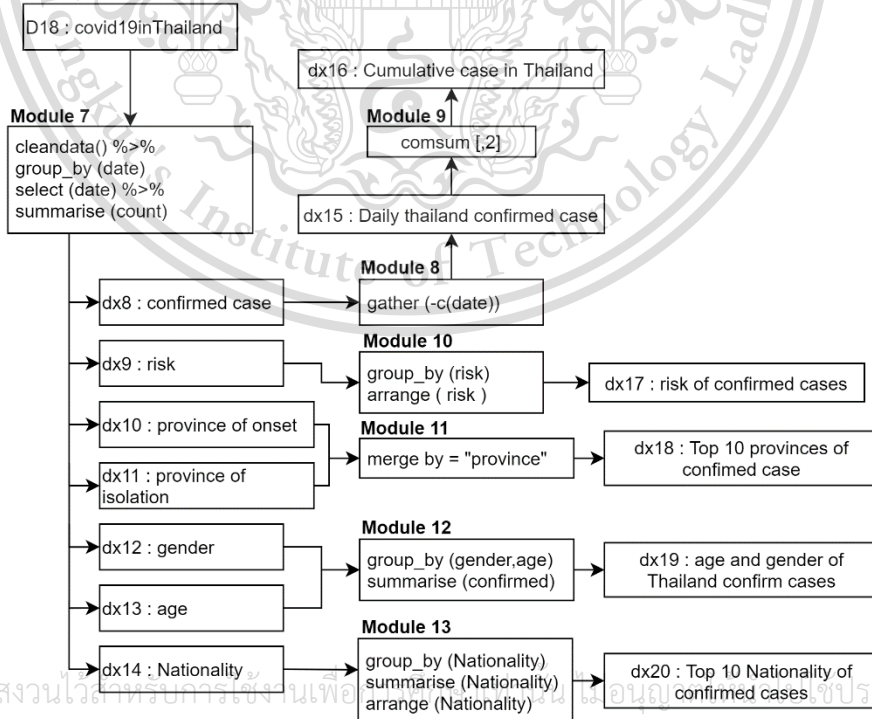 D18 : covid19inThailand
dx16 : Cumulative case in Thailand
Module 7
Module 9
cleandata() %>%
group_by (date)
select (date) %>%
summarise (count)
comsum [,2]
dx15 : Daily thailand confirmed case
Institute of Technology Lad
Module 8
dx8 : confirmed case
gather (-c(date))
Module 10
dx9 : risk
group_by (risk)
arrange ( risk )
dx17 : risk of confirmed cases
dx10 : province of onset
Module 11
dx11 : province of
isolation
merge by = "province"
dx18 : Top 10 provinces of
confimed case
Module 12
dx12 : gender
group_by (gender,age)
summarise (confirmed)
dx19 : age and gender of
Thailand confirm cases
dx13 : age
Module 13
dx14 : Nationality
group_by (Nationality)
summarise (Nationality)
arrange (Nationality)
dx20 : Top 10 Nationality of
confirmed cases